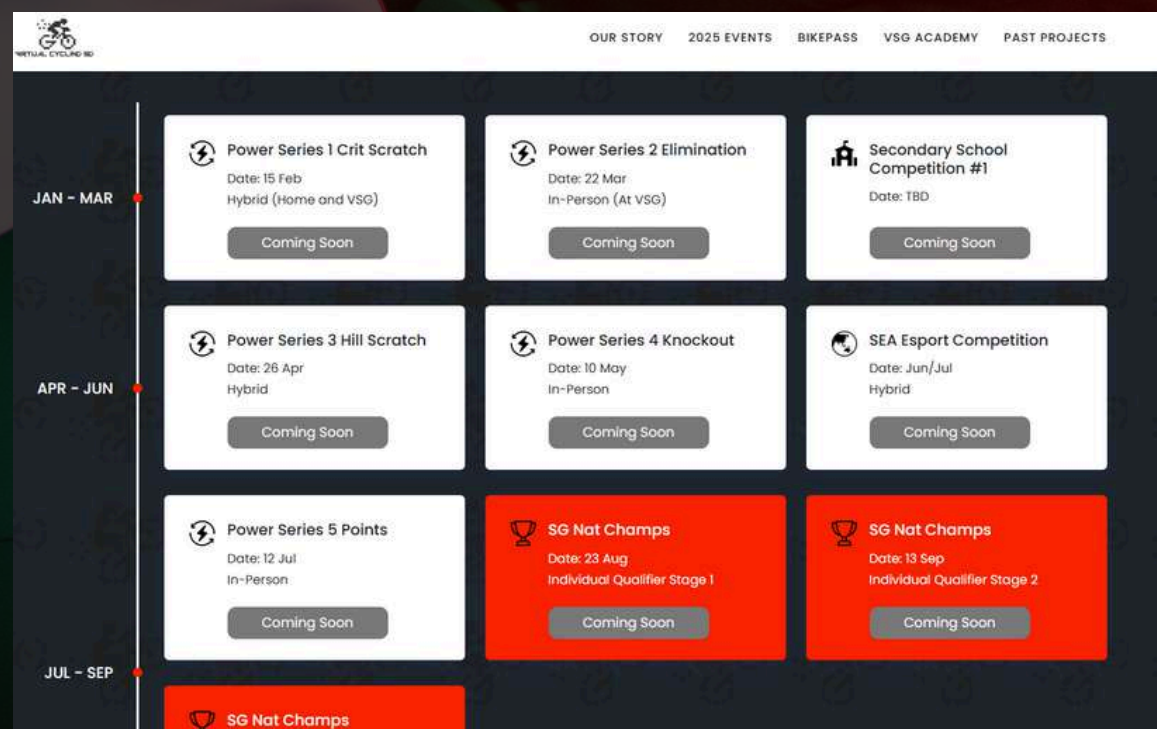 OUR STORY 2025 EVENTS BIKEPASS VSG ACADEMY PAST PROJECTS
JAN - MAR
Power Series 1 Crit Scratch
Date: 15 Feb
Hybrid (Home and VSG)
Coming Soon
Power Series 2 Elimination
Date: 22 Mar
In-Person (At VSG)
Coming Soon
Secondary School
Competition #1
Date: TBD
Coming Soon
APR - JUN
Power Series 3 Hill Scratch
Date: 26 Apr
Hybrid
Coming Soon
Power Series 4 Knockout
Date: 10 May
In-Person
Coming Soon
SEA Esport Competition
Date: Jun/Jul
Hybrid
Coming Soon
JUL - SEP
Power Series 5 Points
Date: 12 Jul
In-Person
Coming Soon
SG Nat Champs
Date: 23 Aug
Individual Qualifier Stage 1
Coming Soon
SG Nat Champs
Date: 13 Sep
Individual Qualifier Stage 2
Coming Soon
SG Nat Champs